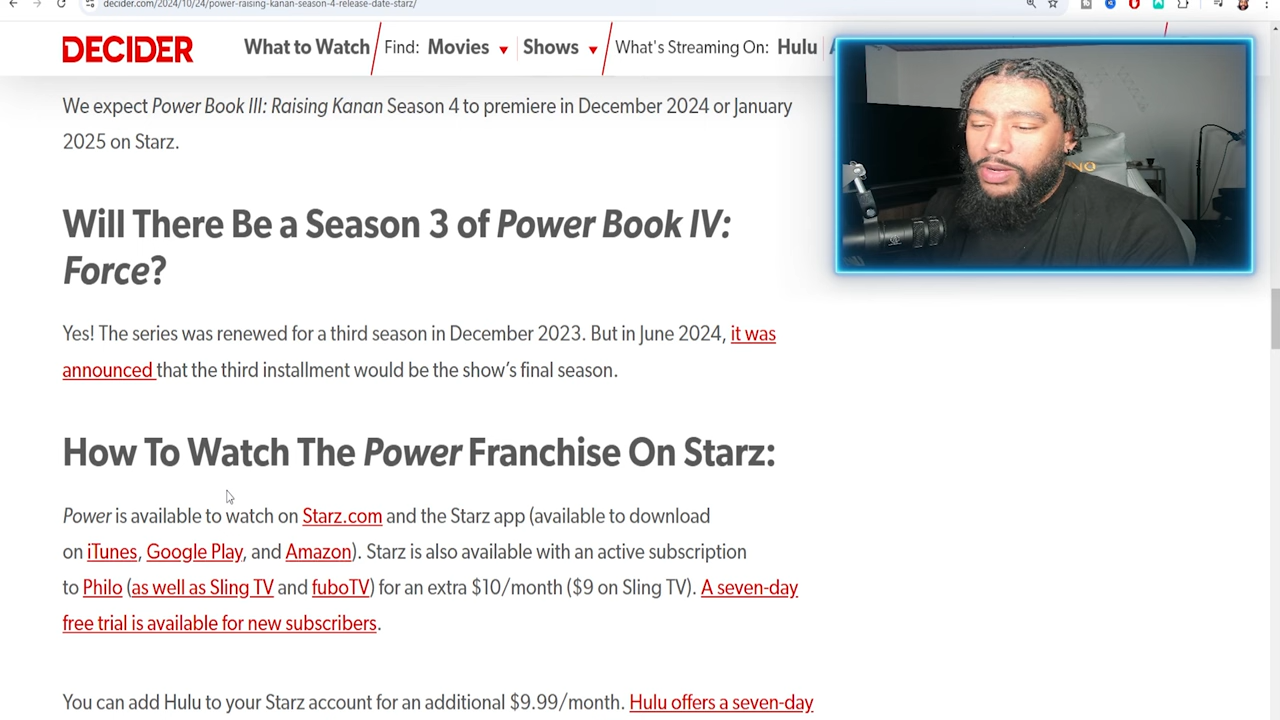 decider.com/2024/10/24/power-raising-kanan-season-4-release-date-starz/
DECIDER
What to Watch
Find: Movies
Shows
What's Streaming On: Hulu
We expect Power Book III: Raising Kanan Season 4 to premiere in December 2024 or January
2025 on Starz.
Will There Be a Season 3 of Power Book IV:
Force?
Yes! The series was renewed for a third season in December 2023. But in June 2024, it was
announced that the third installment would be the show’s final season.
How To Watch The Power Franchise On Starz:
Power is available to watch on Starz.com and the Starz app (available to download
on iTunes, Google Play, and Amazon). Starz is also available with an active subscription
to Philo (as well as Sling TV and fuboTV) for an extra $10/month ($9 on Sling TV). A seven-day
free trial is available for new subscribers.
You can add Hulu to your Starz account for an additional $9.99/month. Hulu offers a seven-day